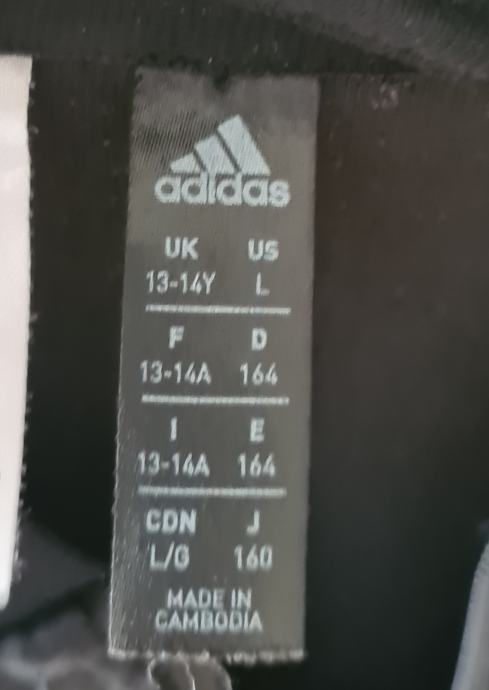 adidas
UK US
13-14Y L
F D
13-14A 164
I E
13-14A 164
CDN J
L/G 160
MADE IN
CAMBODIA